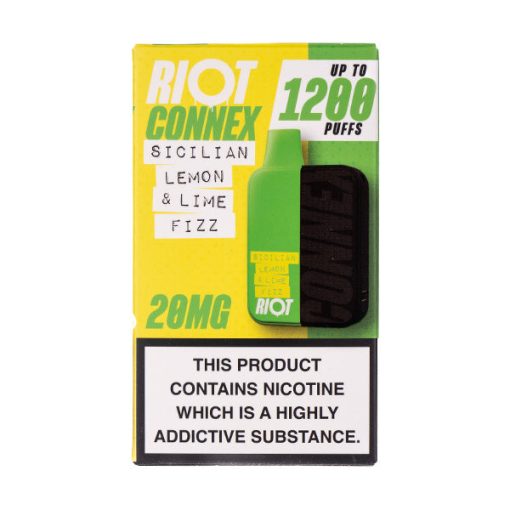 RIOT
CONNEX
SICILIAN
LEMON
& LIME
FIZZ
UP TO
1200
PUFFS
SICILIAN
LEMON
& LIME
FIZZ
RIOT
CONNEX
20MG
THIS PRODUCT
CONTAINS NICOTINE
WHICH IS A HIGHLY
ADDICTIVE SUBSTANCE.